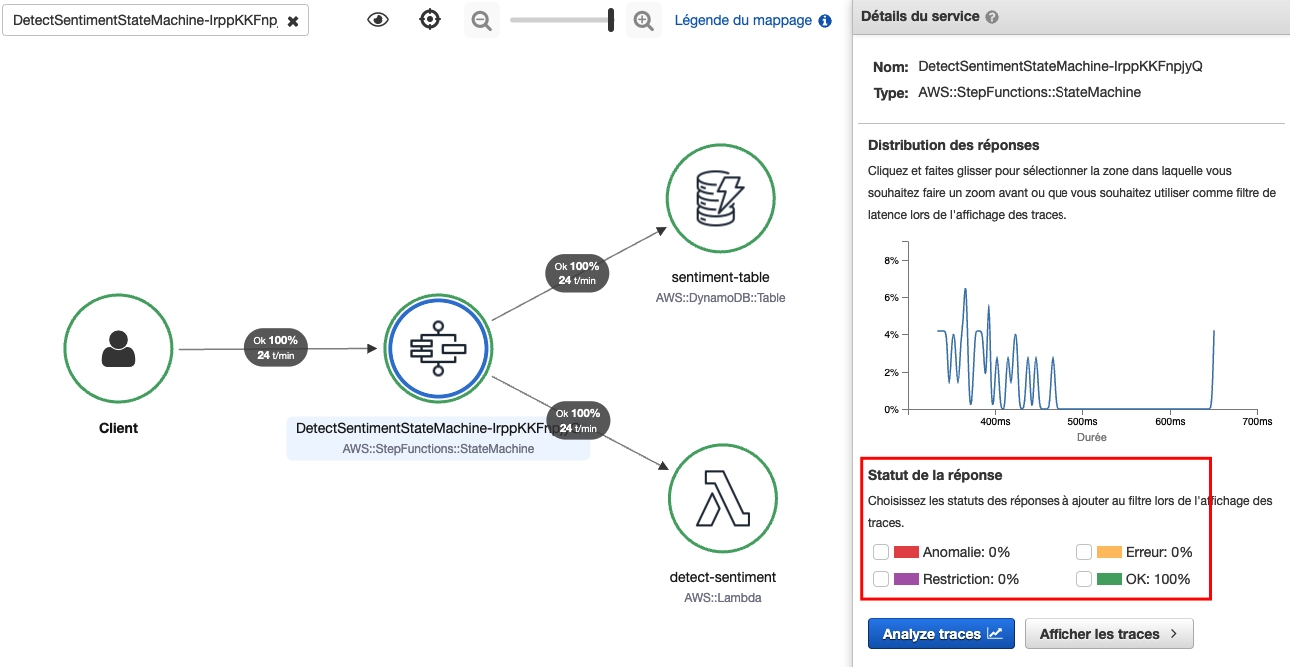 DetectSentimentStateMachine-IrppKKFnp
Légende du mappage
Ok 100%
24 t/min
Client
Ok 100%
24 t/min
sentiment-table
AWS::DynamoDB::Table
DetectSentimentStateMachine-IrppKKFnpjy
AWS::StepFunctions::StateMachine
Ok 100%
24 t/min
detect-sentiment
AWS::Lambda
Détails du service
Nom: DetectSentimentStateMachine-IrppKKFnpjyQ
Type: AWS::StepFunctions::StateMachine
Distribution des réponses
Cliquez et faites glisser pour sélectionner la zone dans laquelle vous
souhaitez faire un zoom avant ou que vous souhaitez utiliser comme filtre de
latence lors de l'affichage des traces.
8%
6%
4%
2%
0%
400ms 500ms 600ms 700ms
Durée
Statut de la réponse
Choisissez les statuts des réponses à ajouter au filtre lors de l'affichage des
traces.
Anomalie: 0% Erreur: 0%
Restriction: 0% OK: 100%
Analyze traces Afficher les traces